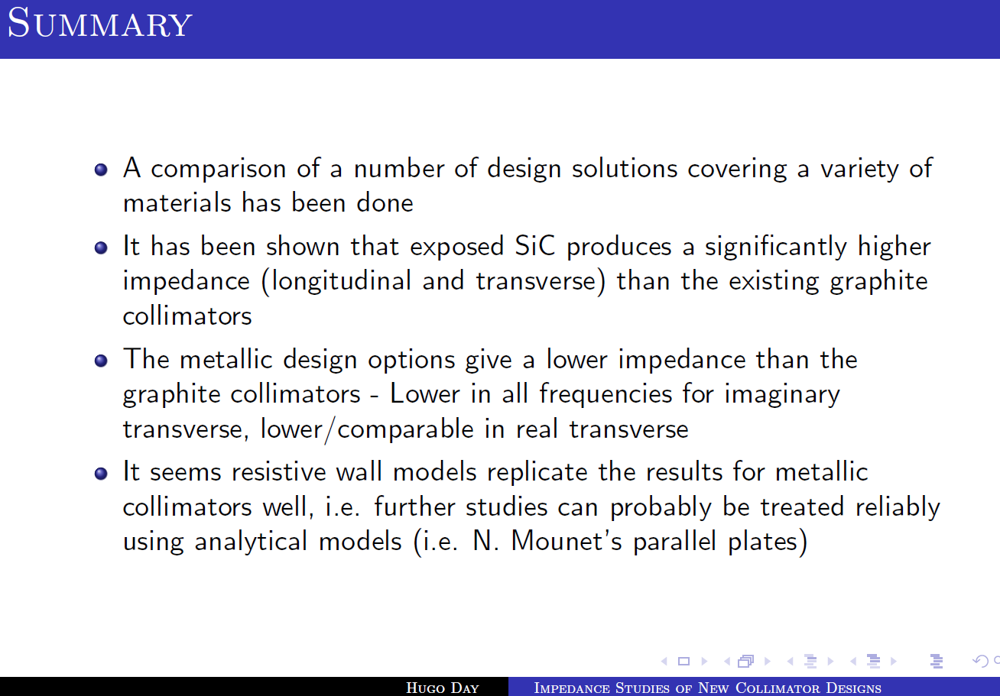 Summary
A comparison of a number of design solutions covering a variety of
materials has been done
It has been shown that exposed SiC produces a significantly higher
impedance (longitudinal and transverse) than the existing graphite
collimators
The metallic design options give a lower impedance than the
graphite collimators - Lower in all frequencies for imaginary
transverse, lower/comparable in real transverse
It seems resistive wall models replicate the results for metallic
collimators well, i.e. further studies can probably be treated reliably
using analytical models (i.e. N. Mounet's parallel plates)
Hugo Day
Impedance Studies of New Collimator Designs